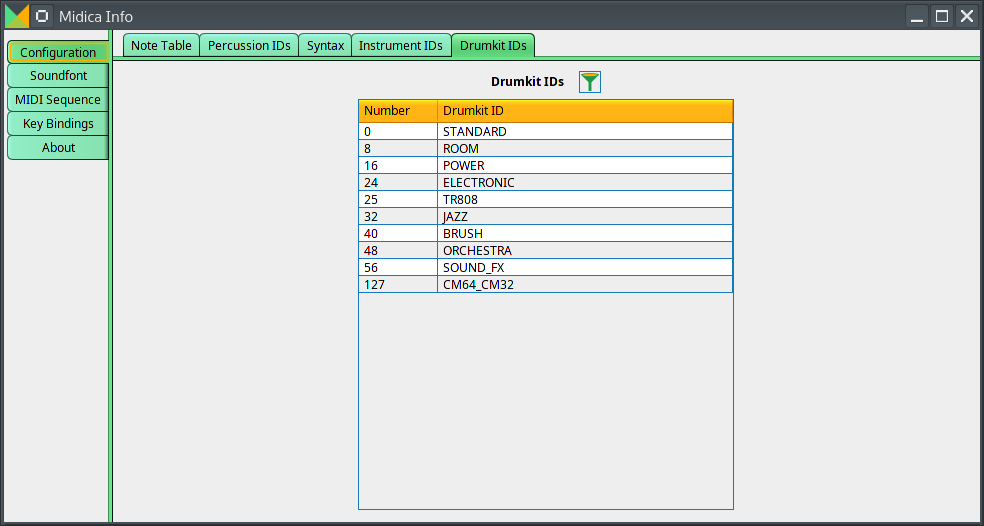 Midica Info
Configuration
Soundfont
MIDI Sequence
Key Bindings
About
Note Table Percussion IDs Syntax Instrument IDs Drumkit IDs
Drumkit IDs
Number Drumkit ID
0 STANDARD
8 ROOM
16 POWER
24 ELECTRONIC
25 TR808
32 JAZZ
40 BRUSH
48 ORCHESTRA
56 SOUND_FX
127 CM64_CM32